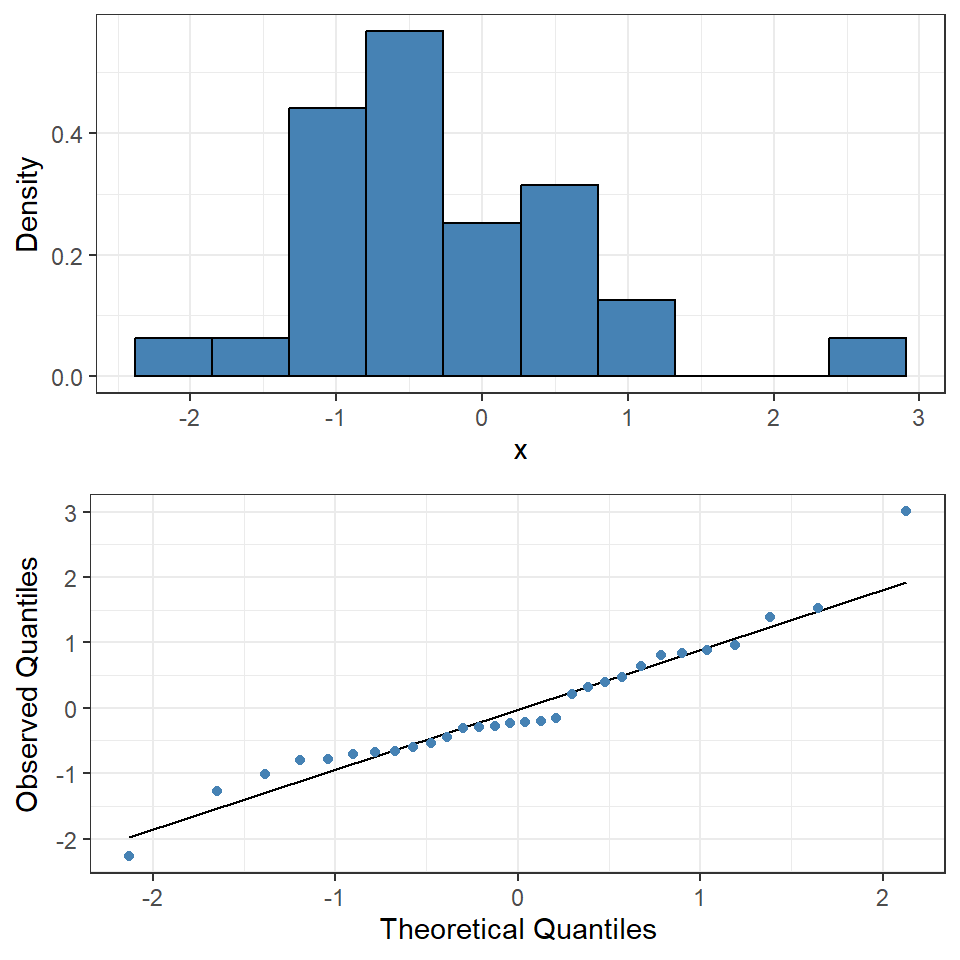 Density
0.4
0.2
0.0
-2 -1 0 1 2 3
x
Observed Quantiles
3
2
1
0
-1
-2
-2 -1 0 1 2
Theoretical Quantiles